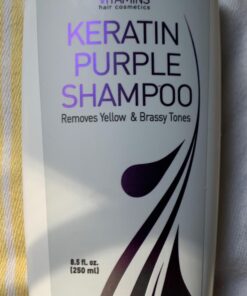 VITAMINS
hair cosmetics
KERATIN
PURPLE
SHAMPOO
Removes Yellow & Brassy Tones
8.5 fl. oz.
(250 ml)